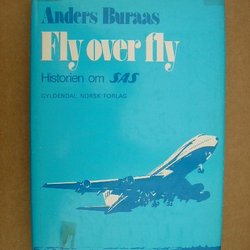 Anders Buraas
Fly over fly
Historien om SAS
GYLDENDAL NORSK FORLAG